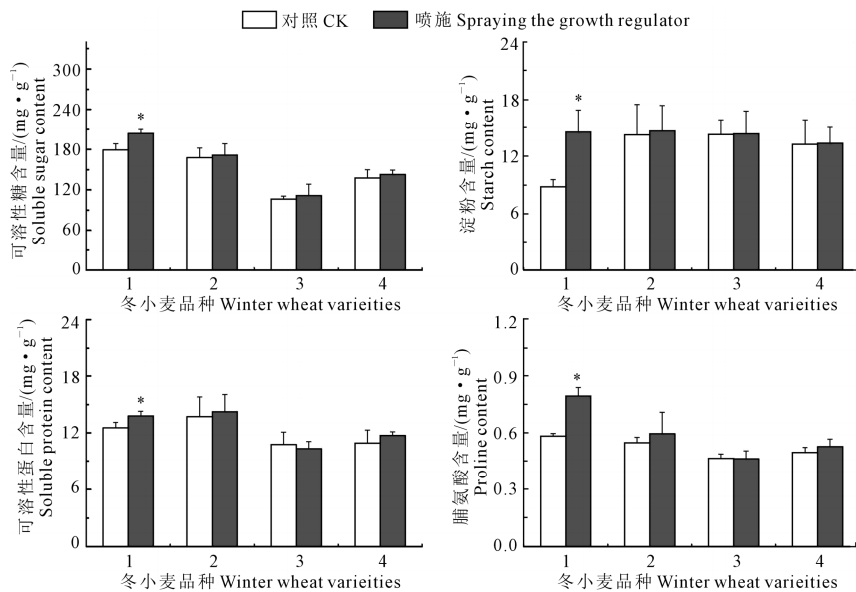 对照 CK 喷施 Spraying the growth regulator
可溶性糖含量/(mg·g⁻¹)
Soluble sugar content
340
300
240
180
120
60
0
1 2 3 4
冬小麦品种 Winter wheat varieities
淀粉含量/(mg·g⁻¹)
Starch content
24
18
12
6
0
1 2 3 4
冬小麦品种 Winter wheat varieities
可溶性蛋白含量/(mg·g⁻¹)
Soluble protein content
24
18
12
6
0
1 2 3 4
冬小麦品种 Winter wheat varieities
脯氨酸含量/(mg·g⁻¹)
Proline content
1.2
0.9
0.6
0.3
0.0
1 2 3 4
冬小麦品种 Winter wheat varieities
*
*
*
*